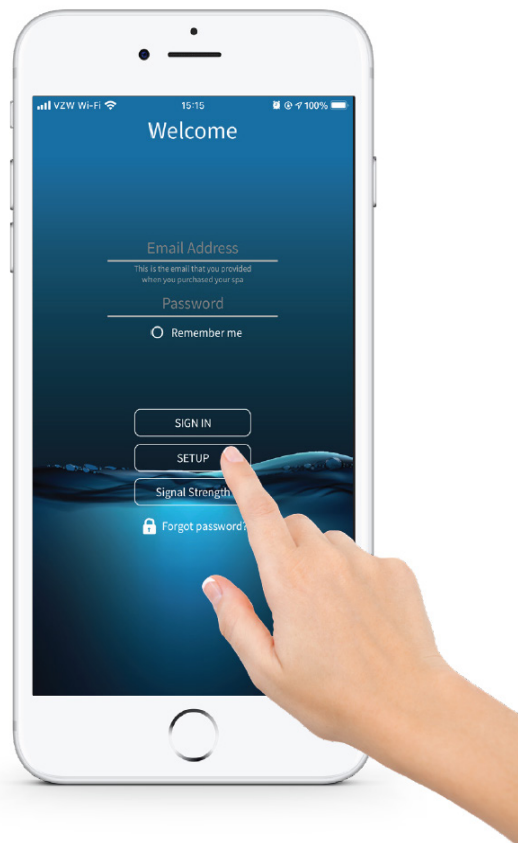 VZW Wi-Fi 15:15 100%
Welcome
Email Address
This is the email that you provided
when you purchased your spa
Password
Remember me
SIGN IN
SETUP
Signal Strength
Forgot password?